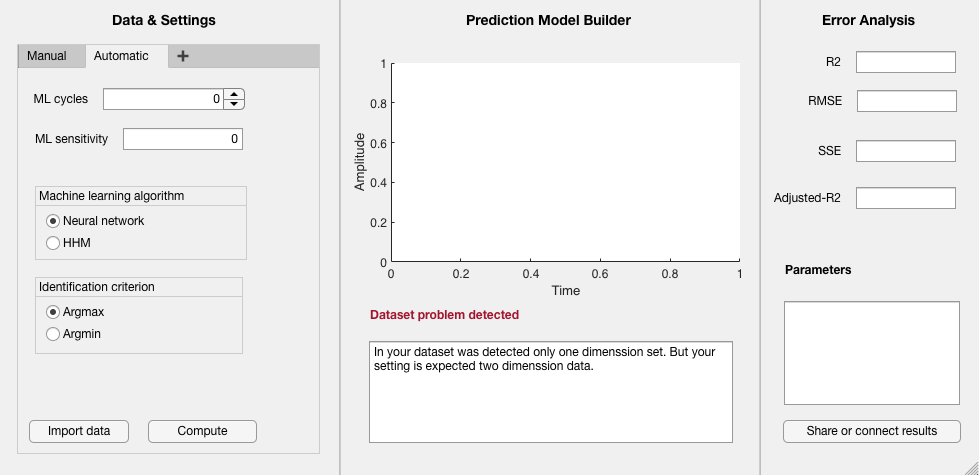 Data & Settings
Manual
Automatic
+
ML cycles
0
ML sensitivity
0
Machine learning algorithm
Neural network
HHM
Identification criterion
Argmax
Argmin
Import data
Compute
Prediction Model Builder
Amplitude
1
0.8
0.6
0.4
0.2
0
0
0.2
0.4
0.6
0.8
1
Time
Dataset problem detected
In your dataset was detected only one dimenssion set. But your
setting is expected two dimenssion data.
Error Analysis
R2
RMSE
SSE
Adjusted-R2
Parameters
Share or connect results